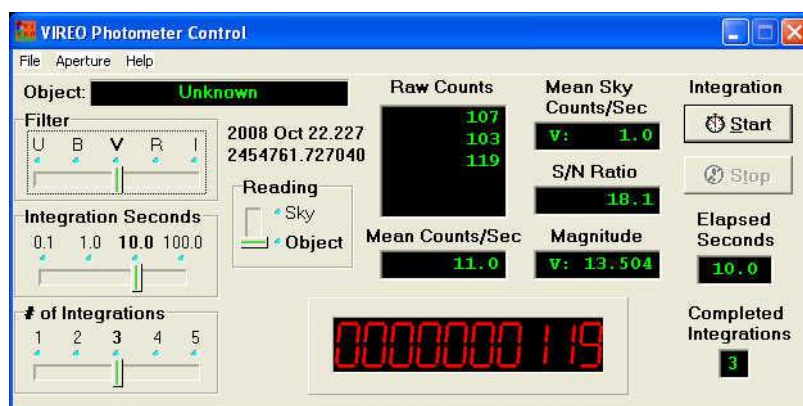 VIREO Photometer Control
File Aperture Help
Object: Unknown
Filter
U B V R I
2008 Oct 22.227
2454761.727040
Reading
Sky
Object
Integration Seconds
0.1 1.0 10.0 100.0
# of Integrations
1 2 3 4 5
Raw Counts
107
103
119
Mean Counts/Sec
11.0
Mean Sky
Counts/Sec
V: 1.0
S/N Ratio
18.1
Magnitude
V: 13.504
Integration
Start
Stop
Elapsed
Seconds
10.0
Completed
Integrations
3
0000000119